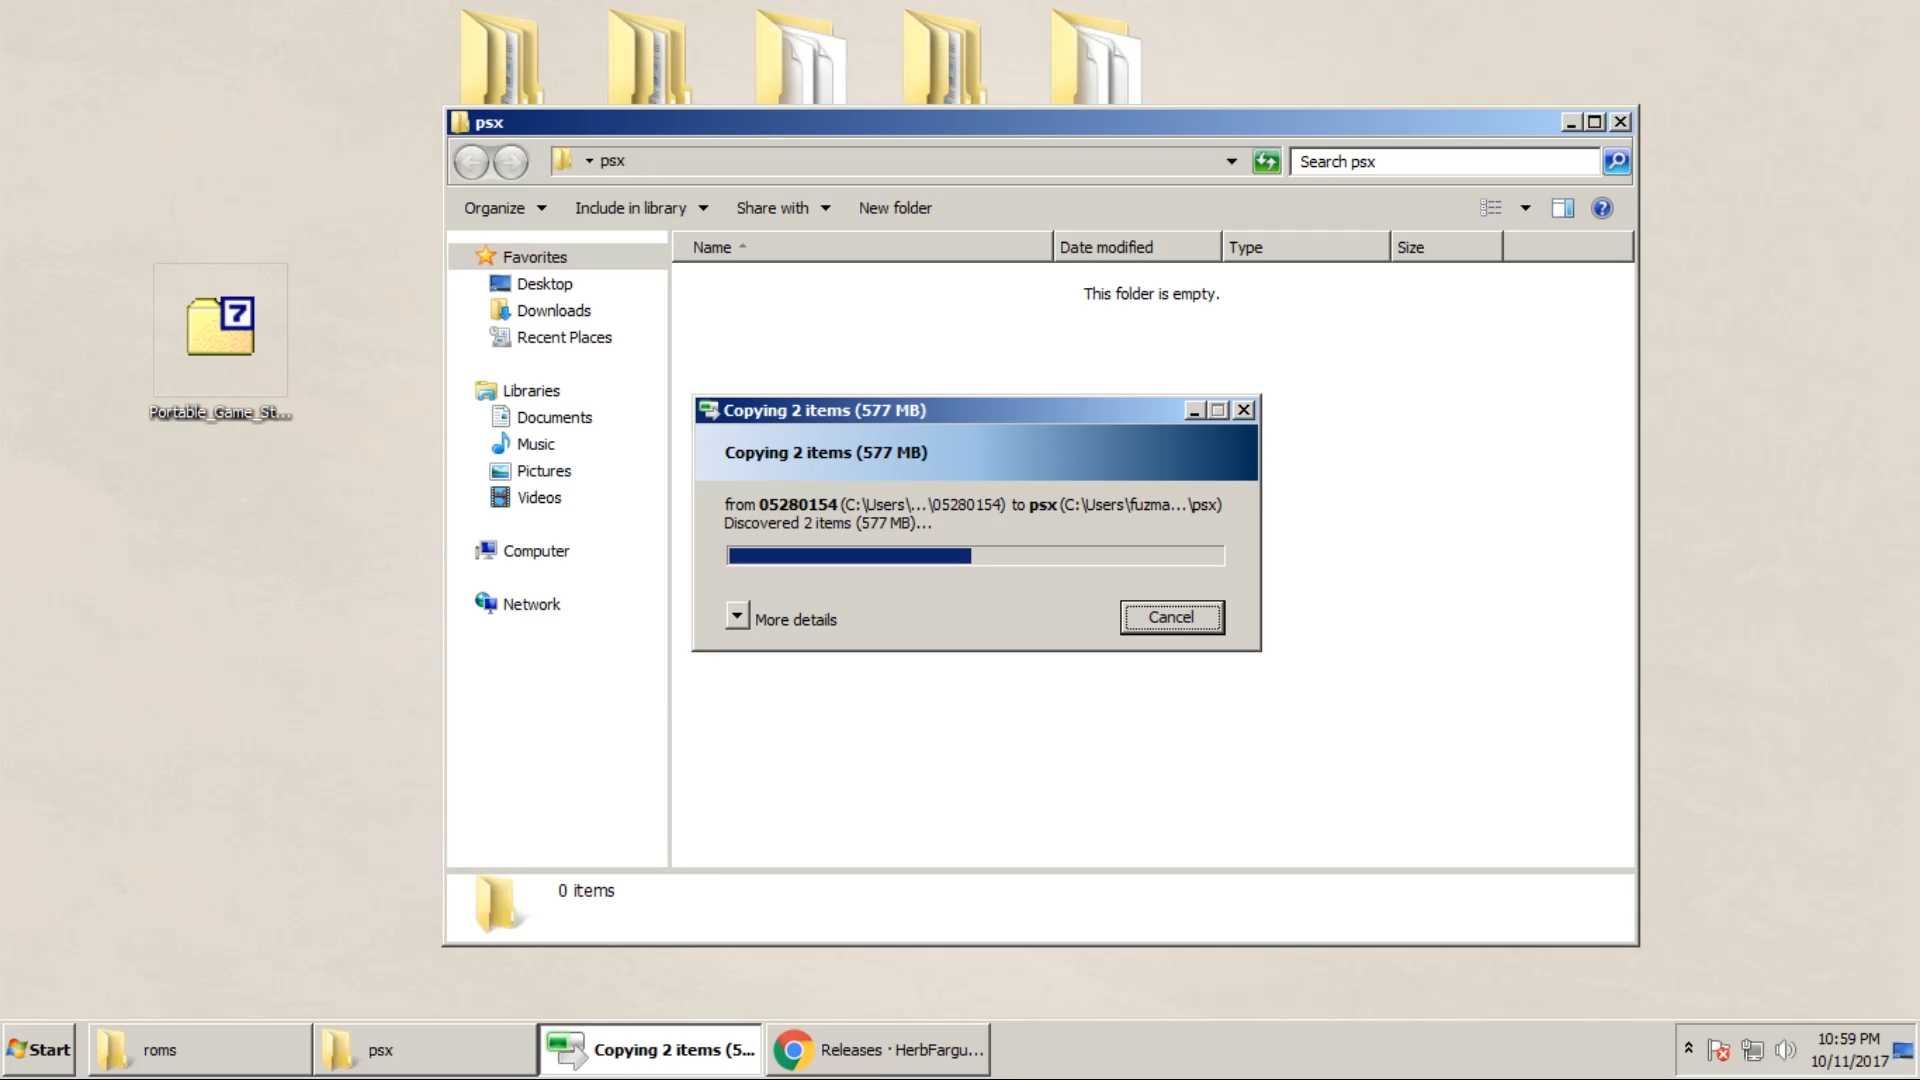 psx
psx
Search psx
Organize
Include in library
Share with
New folder
Name
Date modified
Type
Size
Favorites
Desktop
Downloads
Recent Places
Libraries
Documents
Music
Pictures
Videos
Computer
Network
This folder is empty.
7
Portable_Game_St...
Copying 2 items (577 MB)
Copying 2 items (577 MB)
from 05280154 (C:\Users\...\05280154) to psx (C:\Users\fuzma...\psx)
Discovered 2 items (577 MB)...
More details
Cancel
0 items
Start
roms
psx
Copying 2 items (5...
Releases · HerbFargu...
10:59 PM
10/11/2017